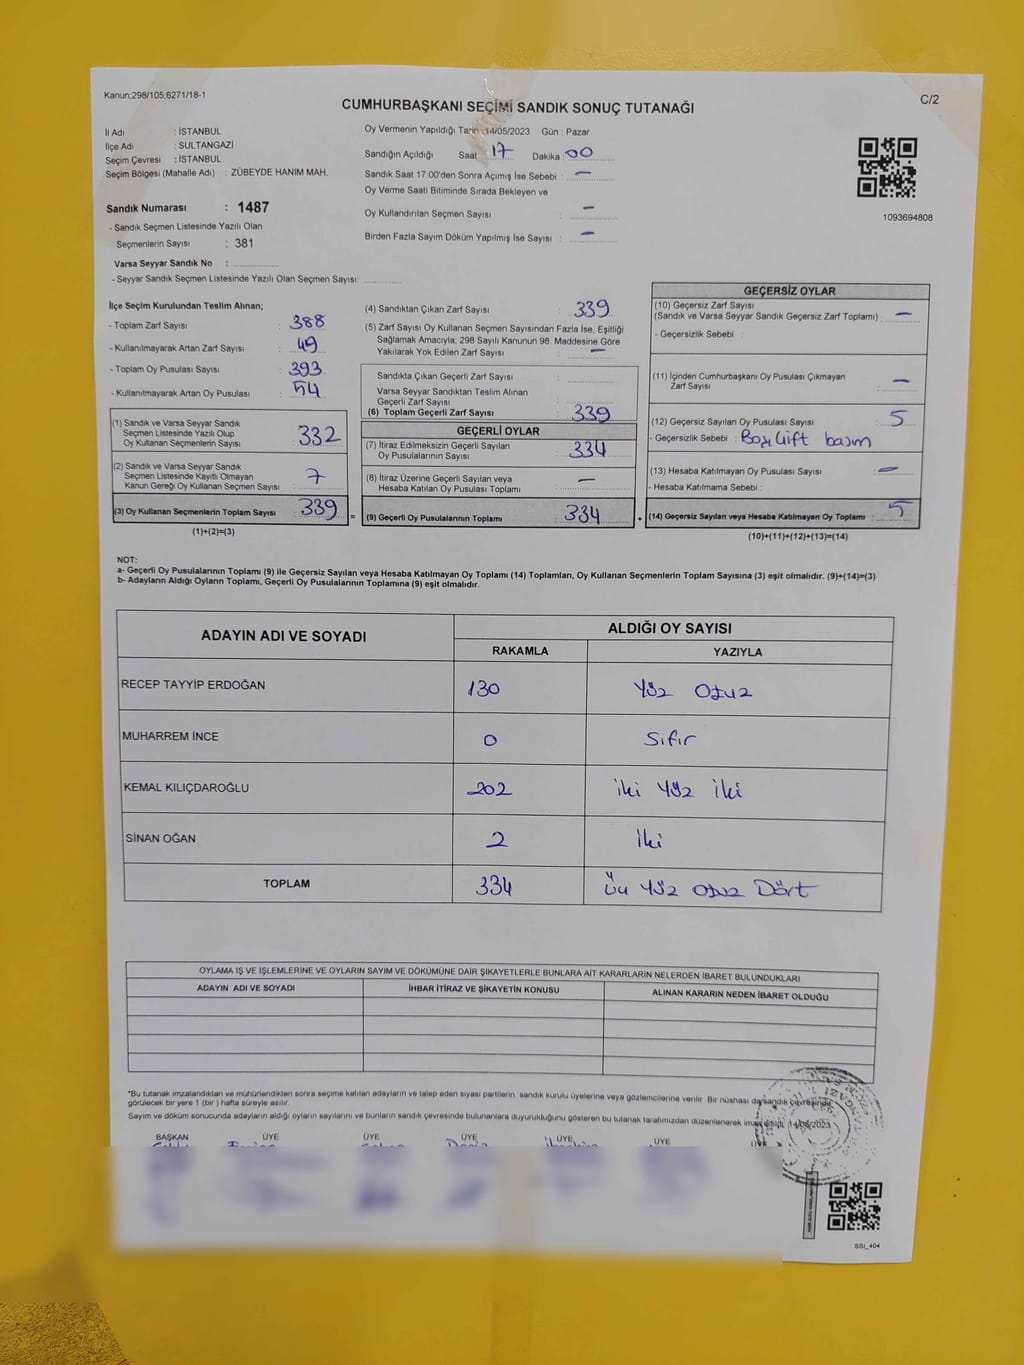 Kanun;298/105;6271/18-1
CUMHURBAŞKANI SEÇİMİ SANDIK SONUÇ TUTANAĞI
C/2
İl Adı : İSTANBUL
İlçe Adı : SULTANGAZİ
Seçim Çevresi : İSTANBUL
Seçim Bölgesi (Mahalle Adı) : ZÜBEYDE HANIM MAH.
Sandık Numarası : 1487
- Sandık Seçmen Listesinde Yazılı Olan
Seçmenlerin Sayısı : 381
Varsa Seyyar Sandık No :
- Seyyar Sandık Seçmen Listesinde Yazılı Olan Seçmen Sayısı:
Oy Vermenin Yapıldığı Tarih 14/05/2023 Gün : Pazar
Sandığın Açıldığı Saat 17 Dakika : 00
Sandık Saat 17:00'den Sonra Açımış İse Sebebi : —
Oy Verme Saati Bitiminde Sırada Bekleyen ve
Oy Kullandırılan Seçmen Sayısı : —
Birden Fazla Sayım Döküm Yapılmış İse Sayısı : —
1093694808
İlçe Seçim Kurulundan Teslim Alınan;
- Toplam Zarf Sayısı : 388
- Kullanılmayarak Artan Zarf Sayısı : 49
- Toplam Oy Pusulası Sayısı : 393
- Kullanılmayarak Artan Oy Pusulası : 54
(1) Sandık ve Varsa Seyyar Sandık
Seçmen Listesinde Yazılı Olup
Oy Kullanan Seçmenlerin Sayısı : 332
(2) Sandık ve Varsa Seyyar Sandık
Seçmen Listesinde Kayıtlı Olmayan
Kanun Gereği Oy Kullanan Seçmen Sayısı : 7
(3) Oy Kullanan Seçmenlerin Toplam Sayısı : 339
(1)+(2)=(3)
(4) Sandıktan Çıkan Zarf Sayısı : 339
(5) Zarf Sayısı Oy Kullanan Seçmen Sayısından Fazla İse, Eşitliği
Sağlamak Amacıyla; 298 Sayılı Kanunun 98. Maddesine Göre
Yakılarak Yok Edilen Zarf Sayısı : —
Sandıkta Çıkan Geçerli Zarf Sayısı :
Varsa Seyyar Sandıktan Teslim Alınan
Geçerli Zarf Sayısı :
(6) Toplam Geçerli Zarf Sayısı : 339
GEÇERLİ OYLAR
(7) İtiraz Edilmeksizin Geçerli Sayılan
Oy Pusulalarının Sayısı : 334
(8) İtiraz Üzerine Geçerli Sayılan veya
Hesaba Katılan Oy Pusulası Toplamı : —
= (9) Geçerli Oy Pusulalarının Toplamı : 334 +
GEÇERSİZ OYLAR
(10) Geçersiz Zarf Sayısı
(Sandık ve Varsa Seyyar Sandık Geçersiz Zarf Toplamı) : —
- Geçersizlik Sebebi :
(11) İçinden Cumhurbaşkanı Oy Pusulası Çıkmayan
Zarf Sayısı : —
(12) Geçersiz Sayılan Oy Pusulası Sayısı : 5
- Geçersizlik Sebebi : Boş çift basım
(13) Hesaba Katılmayan Oy Pusulası Sayısı : —
- Hesaba Katılmama Sebebi :
(14) Geçersiz Sayılan veya Hesaba Katılmayan Oy Toplamı : 5
(10)+(11)+(12)+(13)=(14)
NOT:
a- Geçerli Oy Pusulalarının Toplamı (9) ile Geçersiz Sayılan veya Hesaba Katılmayan Oy Toplamı (14) Toplamları, Oy Kullanan Seçmenlerin Toplam Sayısına (3) eşit olmalıdır. (9)+(14)=(3)
b- Adayların Aldığı Oyların Toplamı, Geçerli Oy Pusulalarının Toplamına (9) eşit olmalıdır.
ADAYIN ADI VE SOYADI
ALDIĞI OY SAYISI
RAKAMLA YAZIYLA
RECEP TAYYİP ERDOĞAN 130 Yüz Otuz
MUHARREM İNCE 0 Sıfır
KEMAL KILIÇDAROĞLU 202 İki Yüz İki
SİNAN OĞAN 2 İki
TOPLAM 334 Üç Yüz Otuz Dört
OYLAMA İŞ VE İŞLEMLERİNE VE OYLARIN SAYIM VE DÖKÜMÜNE DAİR ŞİKAYETLERLE BUNLARA AİT KARARLARIN NELERDEN İBARET BULUNDUKLARI
ADAYIN ADI VE SOYADI İHBAR İTİRAZ VE ŞİKAYETİN KONUSU ALINAN KARARIN NEDEN İBARET OLDUĞU
*Bu tutanak imzalandıktan ve mühürlendikten sonra seçime katılan adayların ve talep eden siyasi partilerin sandık kurulu üyelerine veya gözlemcilerine verilir. Bir nüshası da sandık çevresinde
görülecek bir yere 1 (bir) hafta süreyle asılır.
Sayım ve döküm sonucunda adayların aldığı oyların sayılarını ve bunların sandık çevresinde bulunanlara duyurulduğunu gösteren bu tutanak tarafımızdan düzenlenerek imza edildi. 14/05/2023
BAŞKAN ÜYE ÜYE ÜYE ÜYE ÜYE
SSI_404